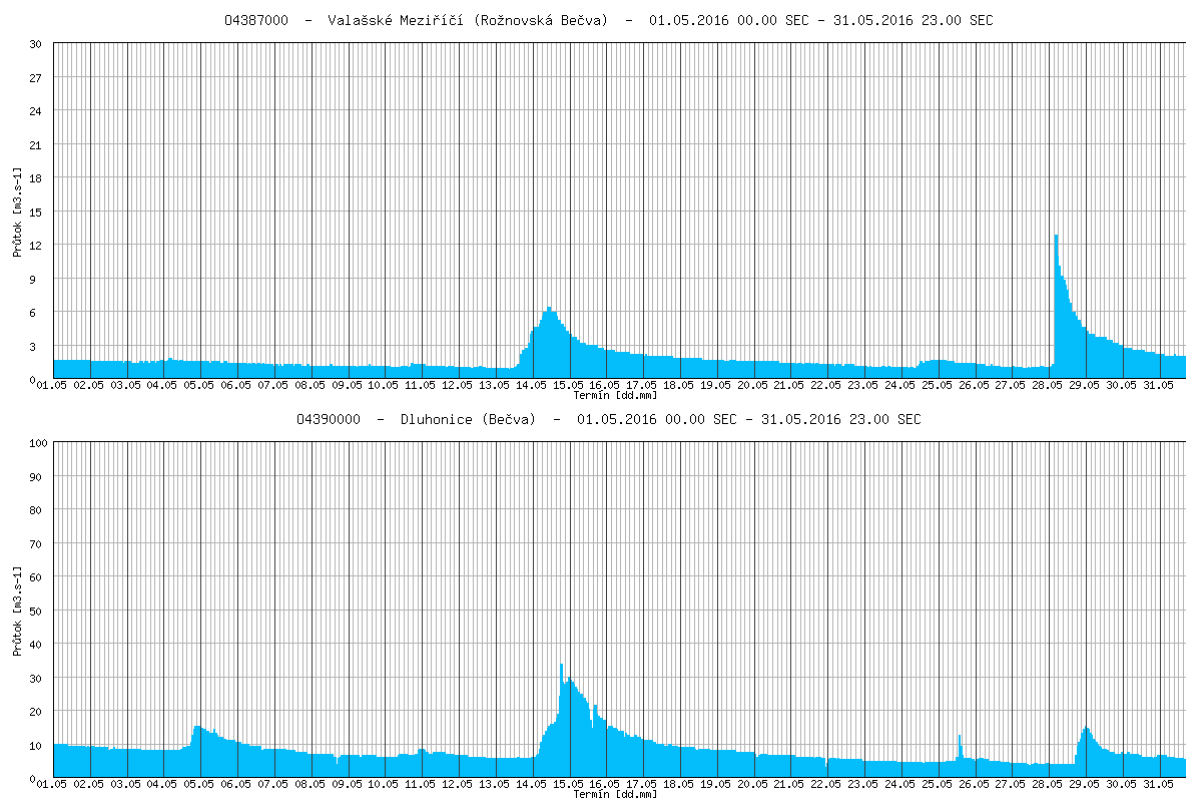 04387000 - Valašské Meziříčí (Rožnovská Bečva) - 01.05.2016 00.00 SEC - 31.05.2016 23.00 SEC
30
27
24
21
18
15
12
9
6
3
0
Průtok [m3.s-1]
01.05 02.05 03.05 04.05 05.05 06.05 07.05 08.05 09.05 10.05 11.05 12.05 13.05 14.05 15.05 16.05 17.05 18.05 19.05 20.05 21.05 22.05 23.05 24.05 25.05 26.05 27.05 28.05 29.05 30.05 31.05
Termín [dd.mm]
04390000 - Dluhonice (Bečva) - 01.05.2016 00.00 SEC - 31.05.2016 23.00 SEC
100
90
80
70
60
50
40
30
20
10
0
Průtok [m3.s-1]
01.05 02.05 03.05 04.05 05.05 06.05 07.05 08.05 09.05 10.05 11.05 12.05 13.05 14.05 15.05 16.05 17.05 18.05 19.05 20.05 21.05 22.05 23.05 24.05 25.05 26.05 27.05 28.05 29.05 30.05 31.05
Termín [dd.mm]